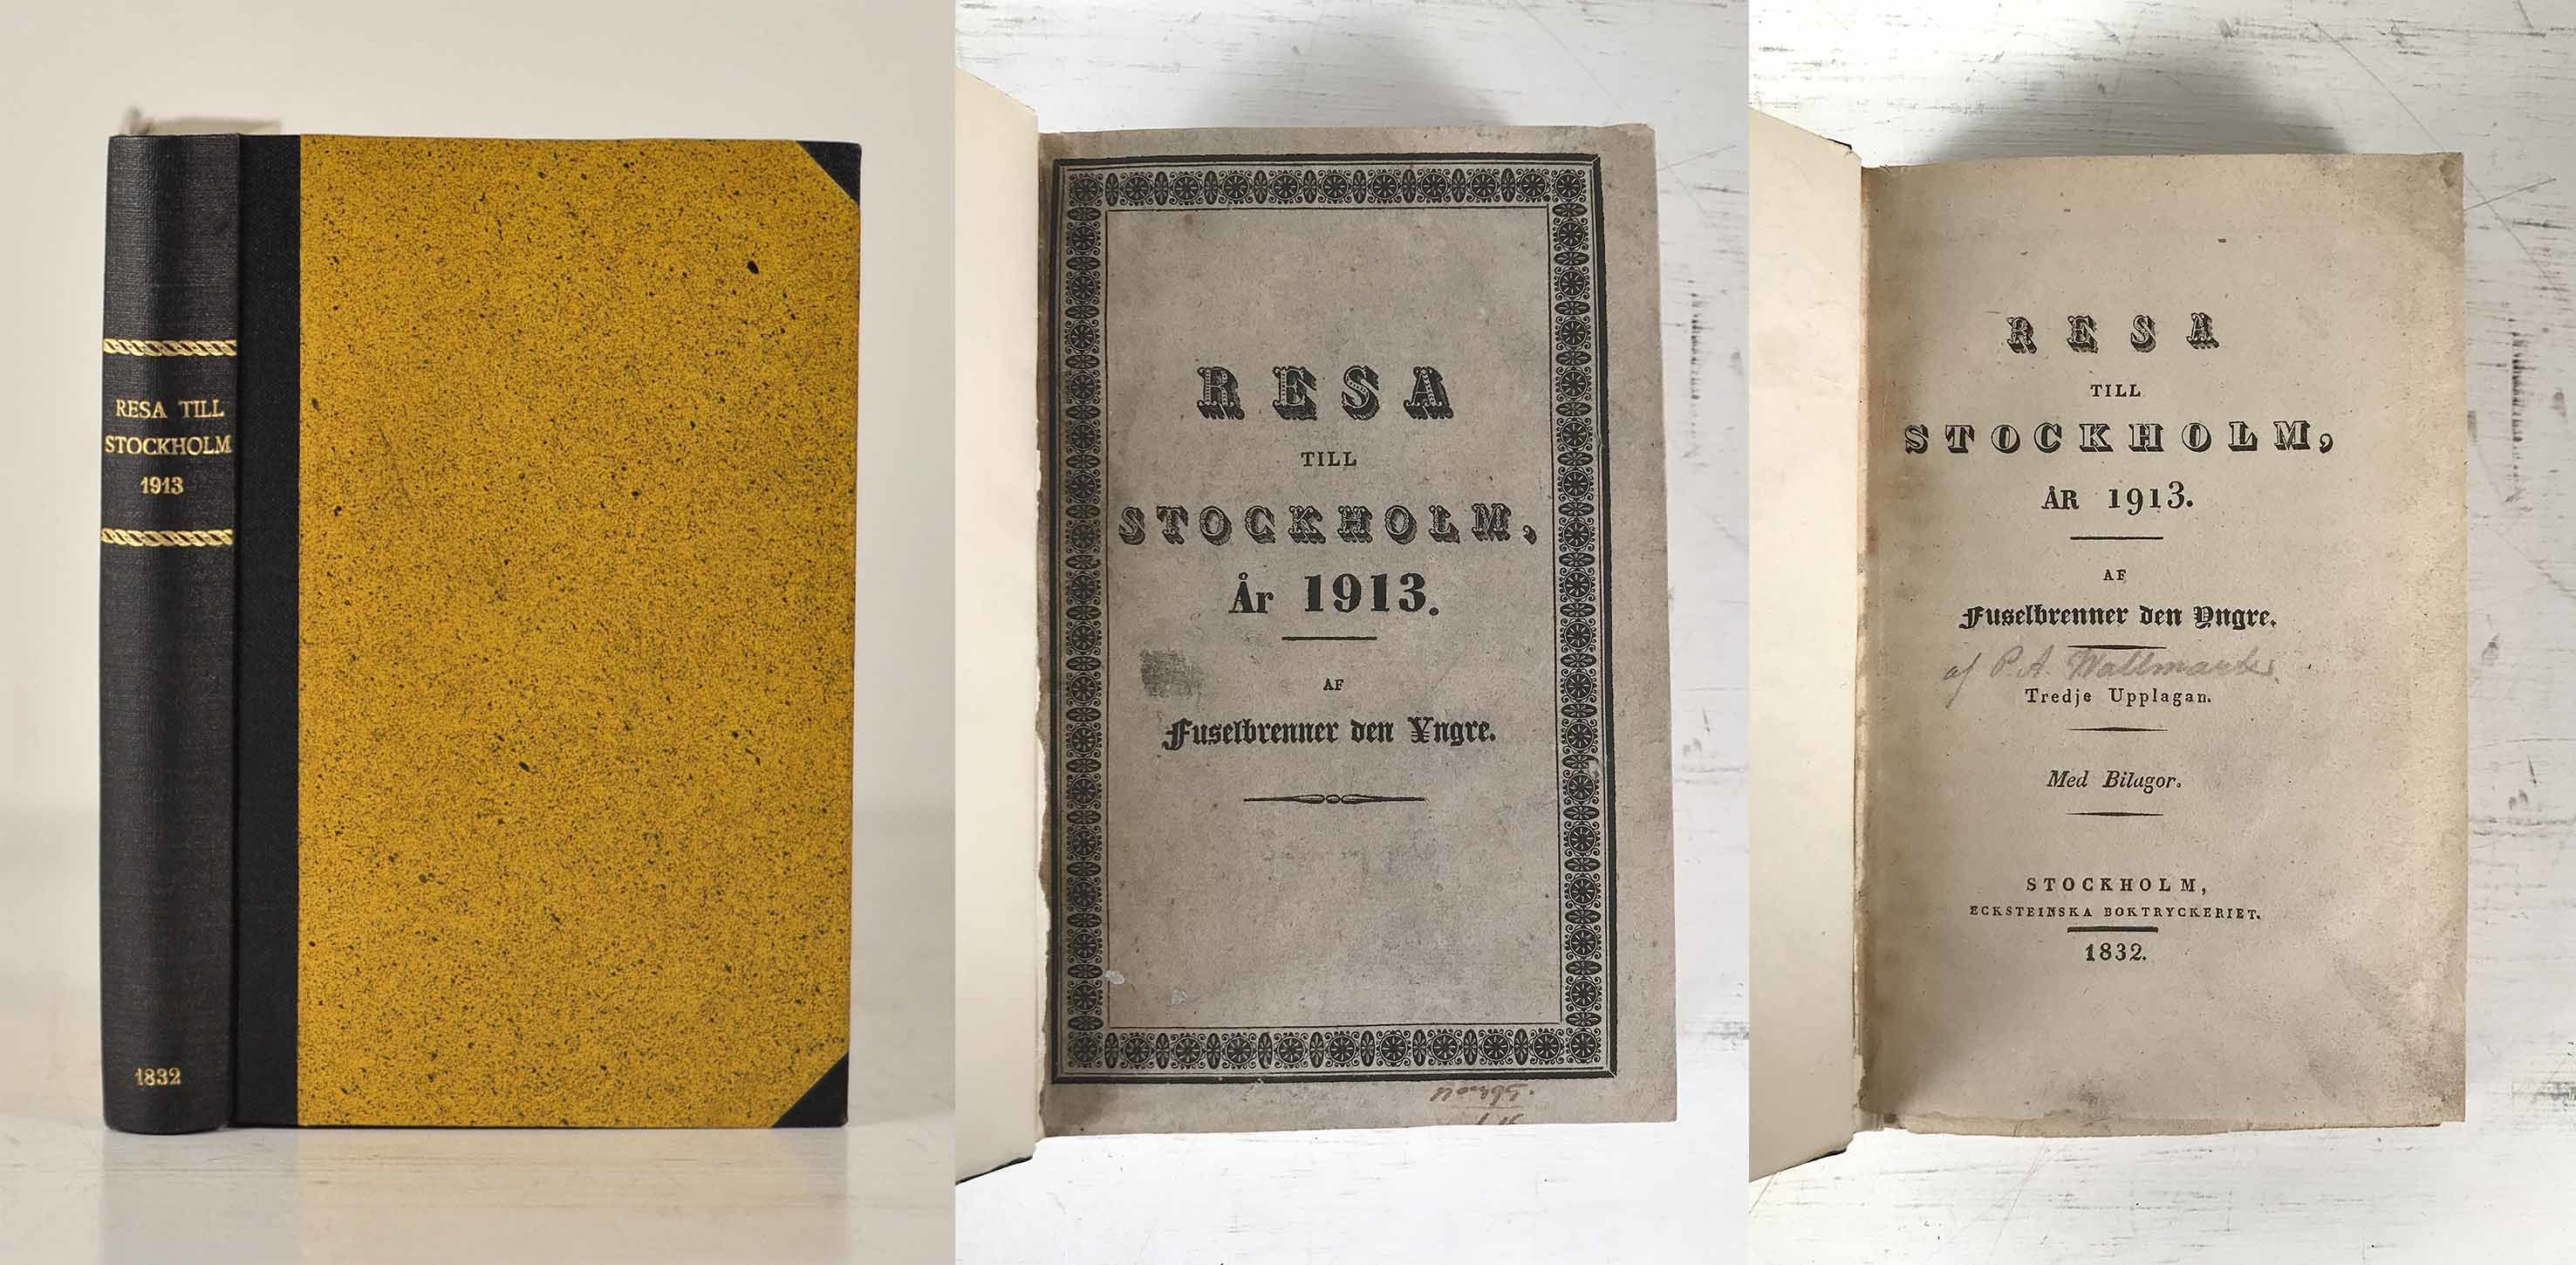 RESA TILL
STOCKHOLM
1913
1832
RESA
TILL
STOCKHOLM,
År 1913.
AF
Fuselbrenner den Yngre.
RESA
TILL
STOCKHOLM,
ÅR 1913.
AF
Fuselbrenner den Yngre.
af P. A. Wallmark.
Tredje Upplagan.
Med Bilagor.
STOCKHOLM,
ECKSTEINSKA BOKTRYCKERIET.
1832.